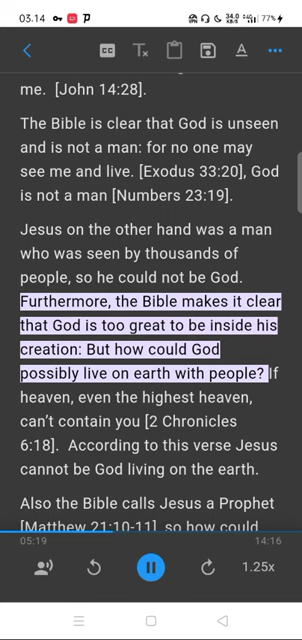 03.14
34.0
KB/S
77%
CC
me. [John 14:28].
The Bible is clear that God is unseen
and is not a man: for no one may
see me and live. [Exodus 33:20], God
is not a man [Numbers 23:19].
Jesus on the other hand was a man
who was seen by thousands of
people, so he could not be God.
Furthermore, the Bible makes it clear
that God is too great to be inside his
creation: But how could God
possibly live on earth with people? If
heaven, even the highest heaven,
can’t contain you [2 Chronicles
6:18]. According to this verse Jesus
cannot be God living on the earth.
Also the Bible calls Jesus a Prophet
[Matthew 21:10-11], so how could
05:19
14:16
1.25x